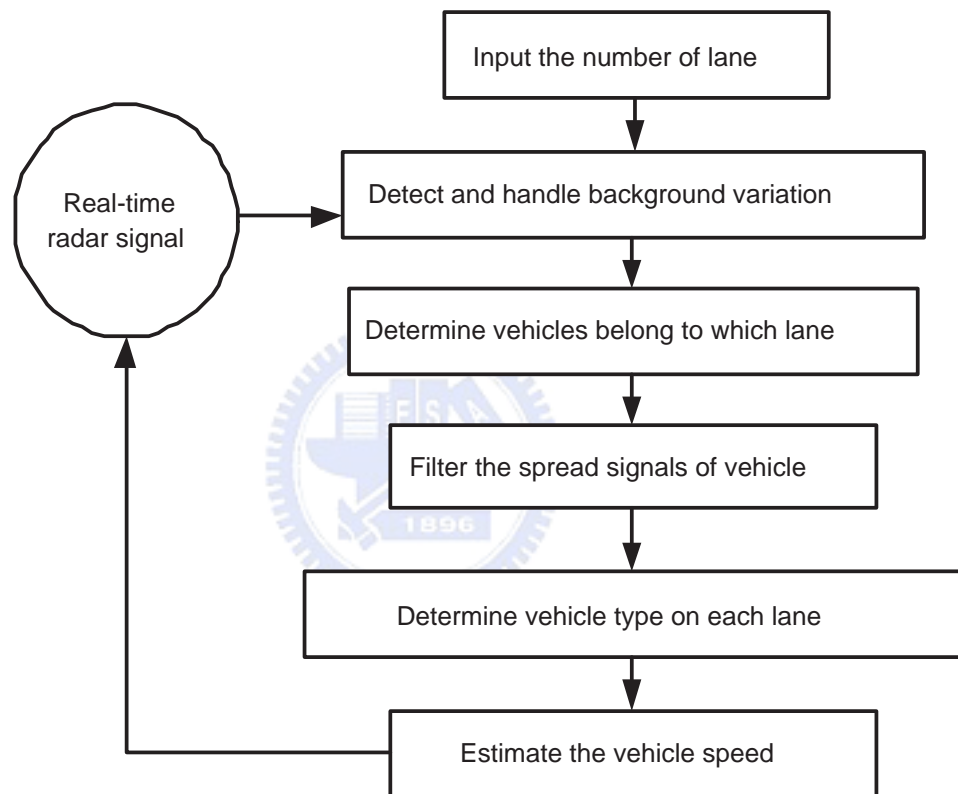 Input the number of lane
Real-time
radar signal
Detect and handle background variation
Determine vehicles belong to which lane
E S A
Filter the spread signals of vehicle
1896
Determine vehicle type on each lane
Estimate the vehicle speed